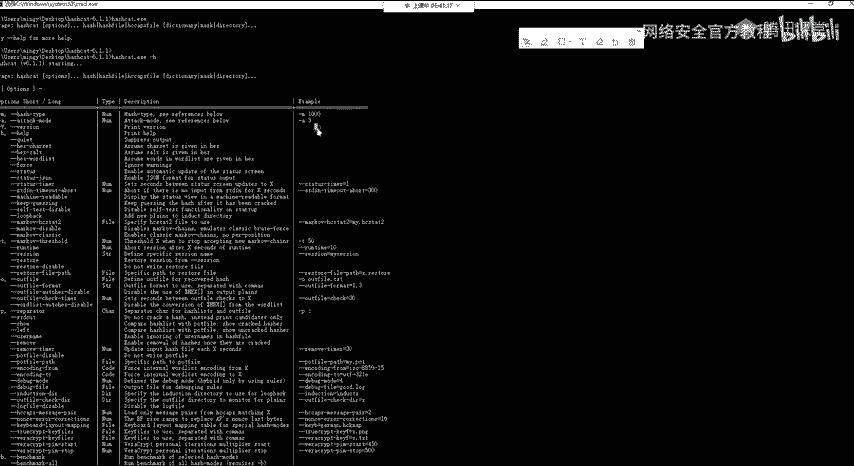 C:\Windows\system32\cmd.exe
网络安全官方教程
bilibili
\Users\mingy\Desktop\hashcat-6.1.1>hashcat.exe
age: hashcat [options]... hash|hashfile|hccapxfile [dictionary|mask|directory]...
y --help for more help.
\Users\mingy\Desktop\hashcat-6.1.1>
\Users\mingy\Desktop\hashcat-6.1.1>hashcat.exe -h
hashcat (v6.1.1) starting...
age: hashcat [options]... hash|hashfile|hccapxfile [dictionary|mask|directory]...
[ Options ] -
ptions Short / Long | Type | Description | Example
m, --hash-type | Num | Hash-type, see references below | -m 1000
a, --attack-mode | Num | Attack-mode, see references below | -a 3
V, --version | Print version
h, --help | Print help
--quiet | Suppress output
--hex-charset | Assume charset is given in hex
--hex-salt | Assume salt is given in hex
--hex-wordlist | Assume words in wordlist are given in hex
--force | Ignore warnings
--status | Enable automatic update of the status screen
--status-json | Enable JSON format for status ouput
--status-timer | Num | Sets seconds between status screen updates to X | --status-timer=1
--stdin-timeout-abort | Num | Abort if there is no input from stdin for X seconds | --stdin-timeout-abort=300
--machine-readable | Display the status view in a machine-readable format
--keep-guessing | Keep guessing the hash after it has been cracked
--self-test-disable | Disable self-test functionality on startup
--loopback | Add new plains to induct directory
--markov-hcstat2 | File | Specify hcstat2 file to use | --markov-hcstat2=my.hcstat2
--markov-disable | Disables markov-chains, emulates classic brute-force
--markov-classic | Enables classic markov-chains, no per-position
t, --markov-threshold | Num | Threshold X when to stop accepting new markov-chains | -t 50
--runtime | Num | Abort session after X seconds of runtime | --runtime=10
--session | Str | Define specific session name | --session=mysession
--restore | Restore session from --session
--restore-disable | Do not write restore file
--restore-file-path | File | Specific path to restore file | --restore-file-path=x.restore
o, --outfile | File | Define outfile for recovered hash | -o outfile.txt
--outfile-format | Str | Outfile format to use, separated with commas | --outfile-format=1,3
--outfile-autohex-disable | Disable the use of $HEX[] in output plains
--outfile-check-timer | Num | Sets seconds between outfile checks to X | --outfile-check=30
--wordlist-autohex-disable | Disable the conversion of $HEX[] from the wordlist
p, --separator | Char | Separator char for hashlists and outfile | -p :
--stdout | Do not crack a hash, instead print candidates only
--show | Compare hashlist with potfile; show cracked hashes
--left | Compare hashlist with potfile; show uncracked hashes
--username | Enable ignoring of usernames in hashfile
--remove | Enable removal of hashes once they are cracked
--remove-timer | Num | Update input hash file each X seconds | --remove-timer=30
--potfile-disable | Do not write potfile
--potfile-path | File | Specific path to potfile | --potfile-path=my.pot
--encoding-from | Code | Force internal wordlist encoding from X | --encoding-from=iso-8859-15
--encoding-to | Code | Force internal wordlist encoding to X | --encoding-to=utf-32le
--debug-mode | Num | Defines the debug mode (hybrid only by using rules) | --debug-mode=4
--debug-file | File | Output file for debugging rules | --debug-file=good.log
--induction-dir | Dir | Specify the induction directory to use for loopback | --induction=inducts
--outfile-check-dir | Dir | Specify the outfile directory to monitor for plains | --outfile-check-dir=x
--logfile-disable | Disable the logfile
--hccapx-message-pair | Num | Load only message pairs from hccapx matching X | --hccapx-message-pair=2
--nonce-error-corrections | Num | The BF size range to replace AP's nonce last bytes | --nonce-error-corrections=16
--keyboard-layout-mapping | File | Keyboard layout mapping table for special hash-modes | --keyb=german.hckmap
--truecrypt-keyfiles | File | Keyfiles to use, separated with commas | --truecrypt-keyf=x.png
--veracrypt-keyfiles | File | Keyfiles to use, separated with commas | --veracrypt-keyf=x.txt
--veracrypt-pim-start | Num | VeraCrypt personal iterations multiplier start | --veracrypt-pim-start=450
--veracrypt-pim-stop | Num | VeraCrypt personal iterations multiplier stop | --veracrypt-pim-stop=500
b, --benchmark | Run benchmark of selected hash-modes
--benchmark-all | Run benchmark of all hash-modes (requires -b)